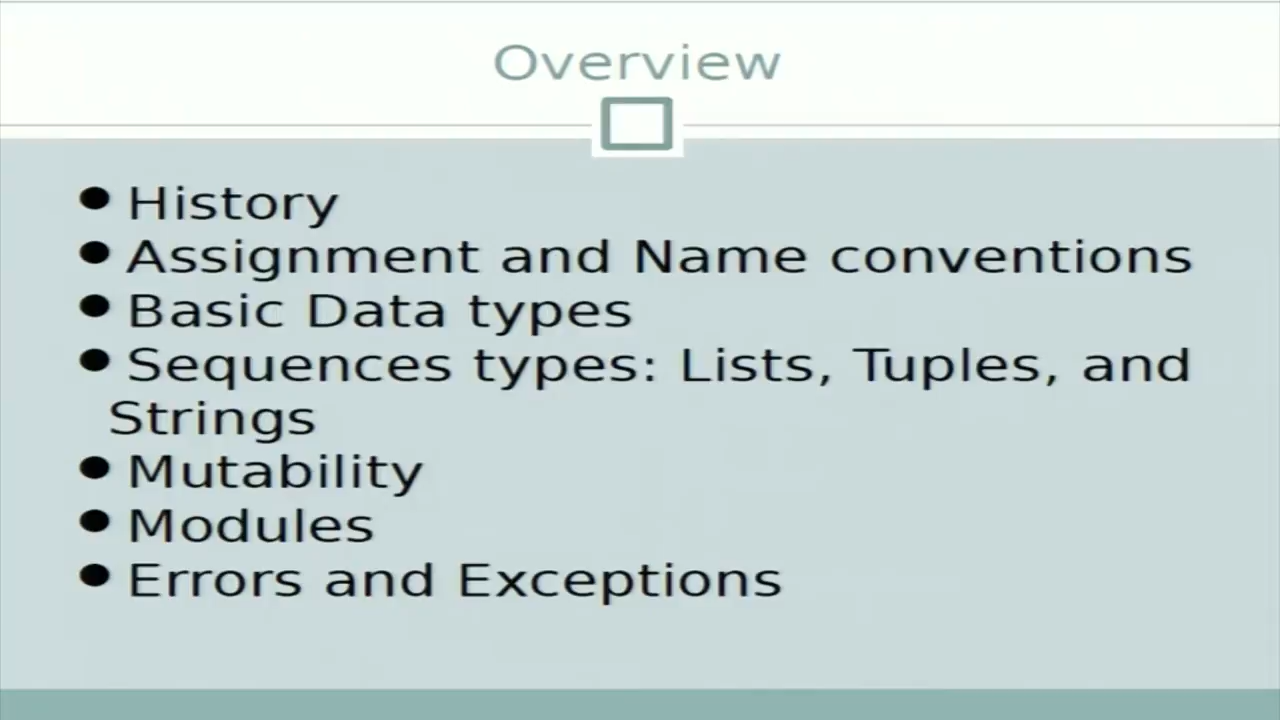 Overview
● History
● Assignment and Name conventions
● Basic Data types
● Sequences types: Lists, Tuples, and
Strings
● Mutability
● Modules
● Errors and Exceptions